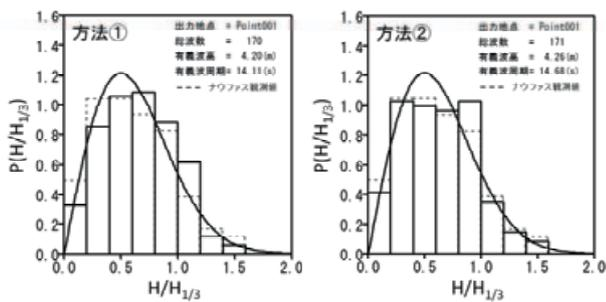 方法①
出力地点 = Point001
総波数 = 170
有義波高 = 4.20(m)
有義波周期= 14.11(s)
ナウファス観測値
P(H/H1/3)
1.6
1.4
1.2
1.0
0.8
0.6
0.4
0.2
0.0
0.0 0.5 1.0 1.5 2.0
H/H1/3
方法②
出力地点 = Point001
総波数 = 171
有義波高 = 4.26(m)
有義波周期= 14.68(s)
ナウファス観測値
P(H/H1/3)
1.6
1.4
1.2
1.0
0.8
0.6
0.4
0.2
0.0
0.0 0.5 1.0 1.5 2.0
H/H1/3